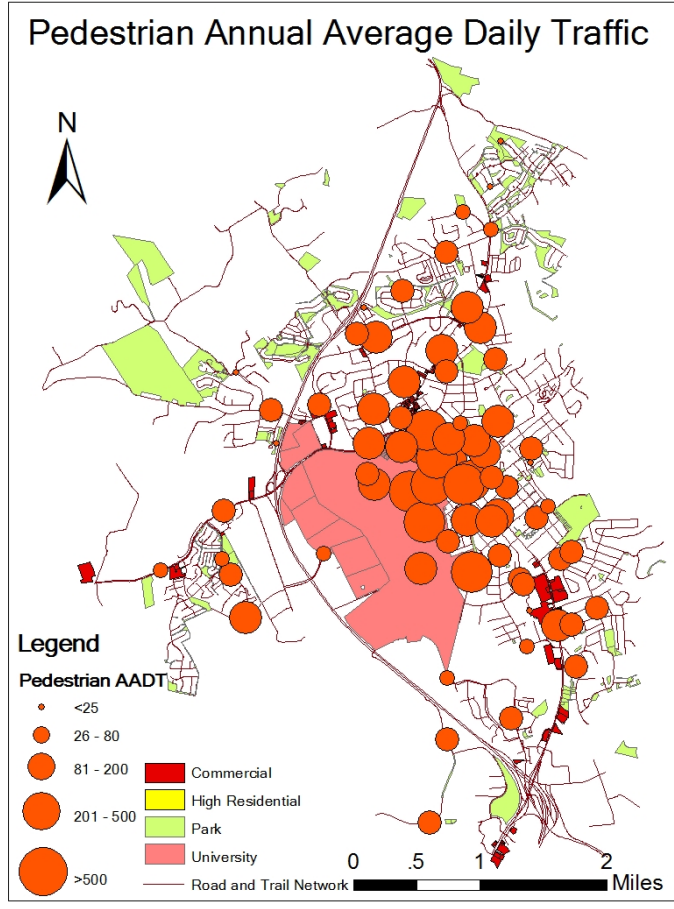 Pedestrian Annual Average Daily Traffic
N
Legend
Pedestrian AADT
<25
26 - 80
81 - 200
201 - 500
>500
Commercial
High Residential
Park
University
Road and Trail Network
0 .5 1 2
Miles